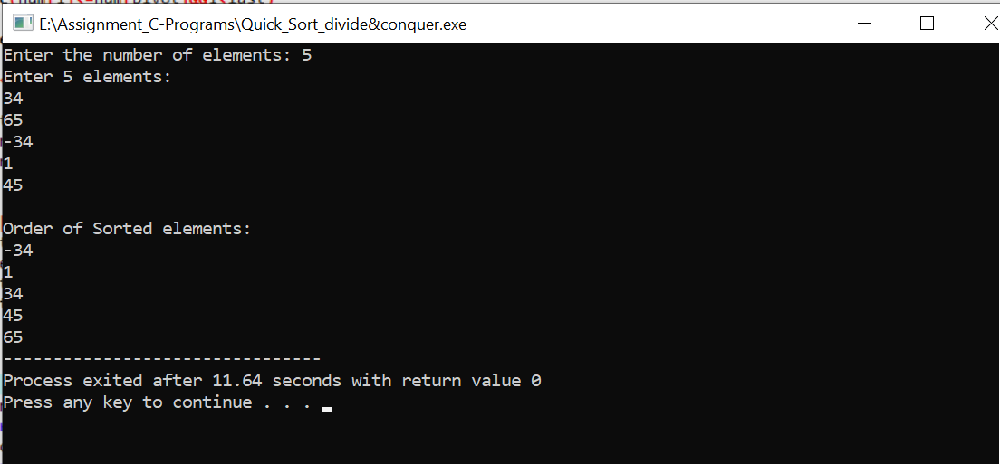 E:\Assignment_C-Programs\Quick_Sort_divide&conquer.exe
Enter the number of elements: 5
Enter 5 elements:
34
65
-34
1
45
Order of Sorted elements:
-34
1
34
45
65
--------------------------------
Process exited after 11.64 seconds with return value 0
Press any key to continue . . .